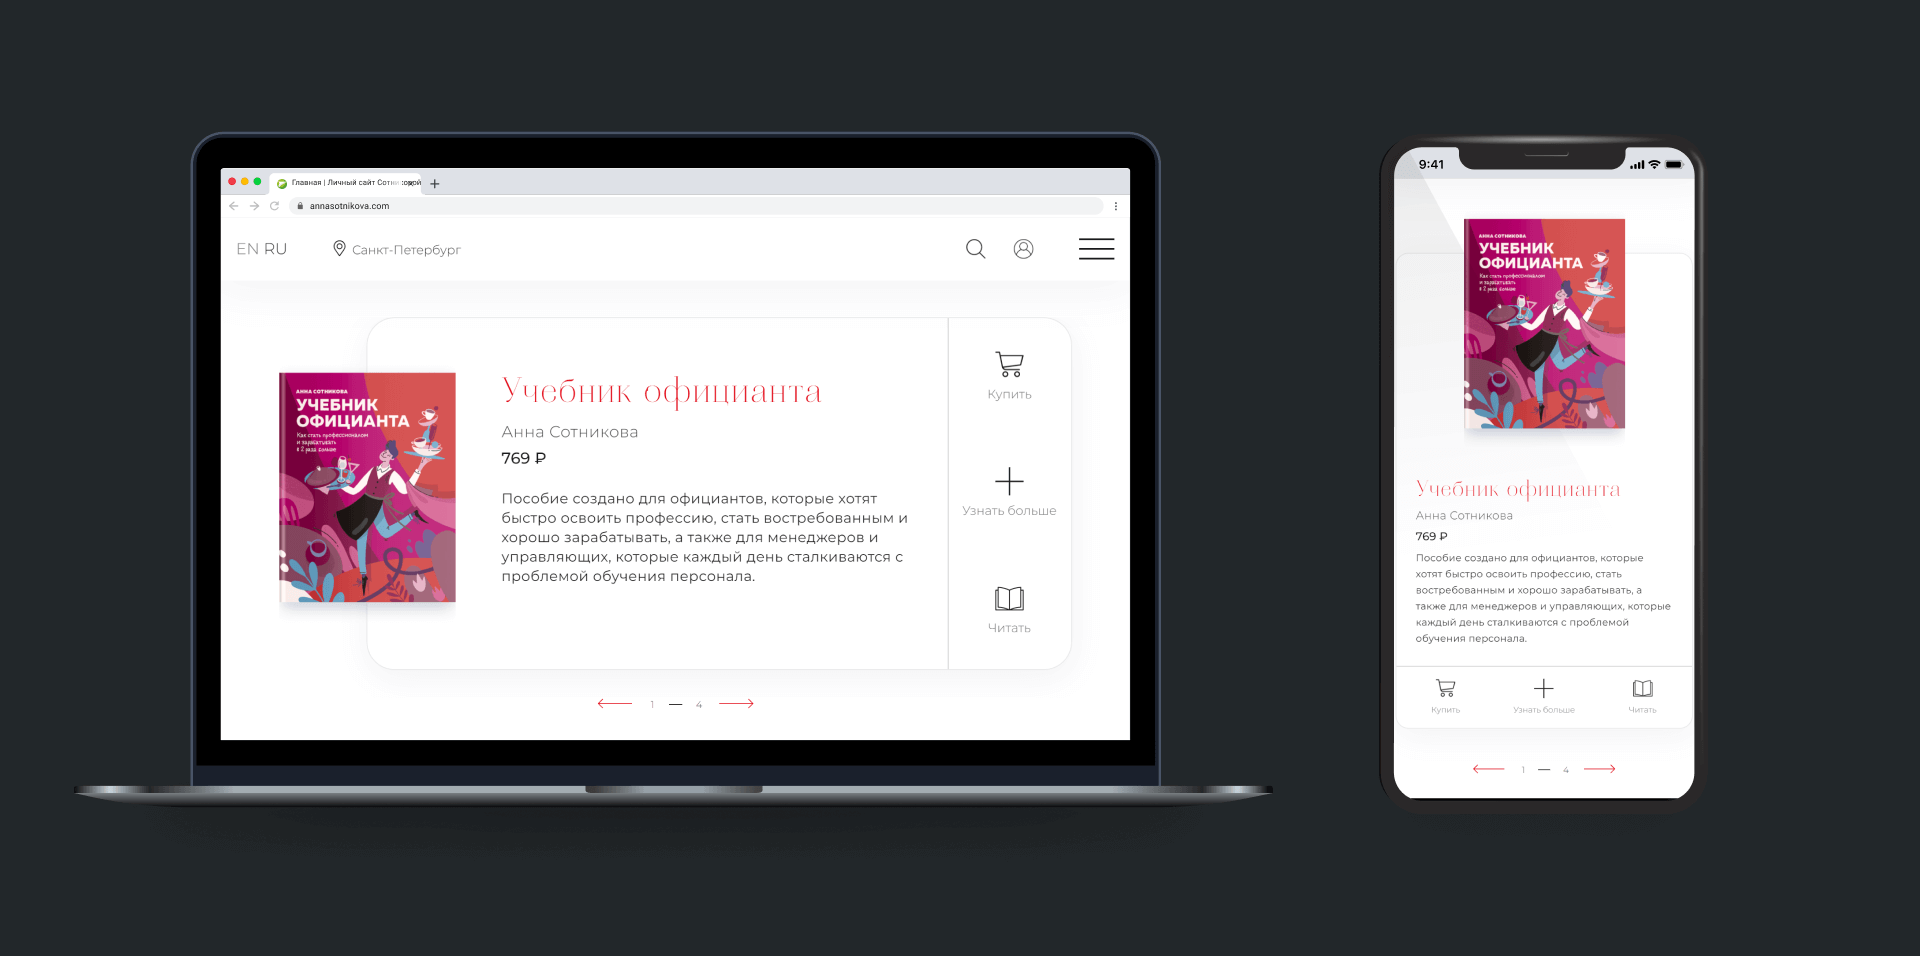 Главная | Личный сайт Сотни
annasotnikova.com
EN RU
Санкт-Петербург
АННА СОТНИКОВА
УЧЕБНИК
ОФИЦИАНТА
Как стать профессионалом
и зарабатывать
в 2 раза больше
Учебник официанта
Анна Сотникова
769 ₽
Пособие создано для официантов, которые хотят
быстро освоить профессию, стать востребованным и
хорошо зарабатывать, а также для менеджеров и
управляющих, которые каждый день сталкиваются с
проблемой обучения персонала.
Купить
Узнать больше
Читать
1 — 4
9:41
АННА СОТНИКОВА
УЧЕБНИК
ОФИЦИАНТА
Как стать профессионалом
и зарабатывать
в 2 раза больше
Учебник официанта
Анна Сотникова
769 ₽
Пособие создано для официантов, которые
хотят быстро освоить профессию, стать
востребованным и хорошо зарабатывать, а
также для менеджеров и управляющих, которые
каждый день сталкиваются с проблемой
обучения персонала.
Купить
Узнать больше
Читать
1 — 4